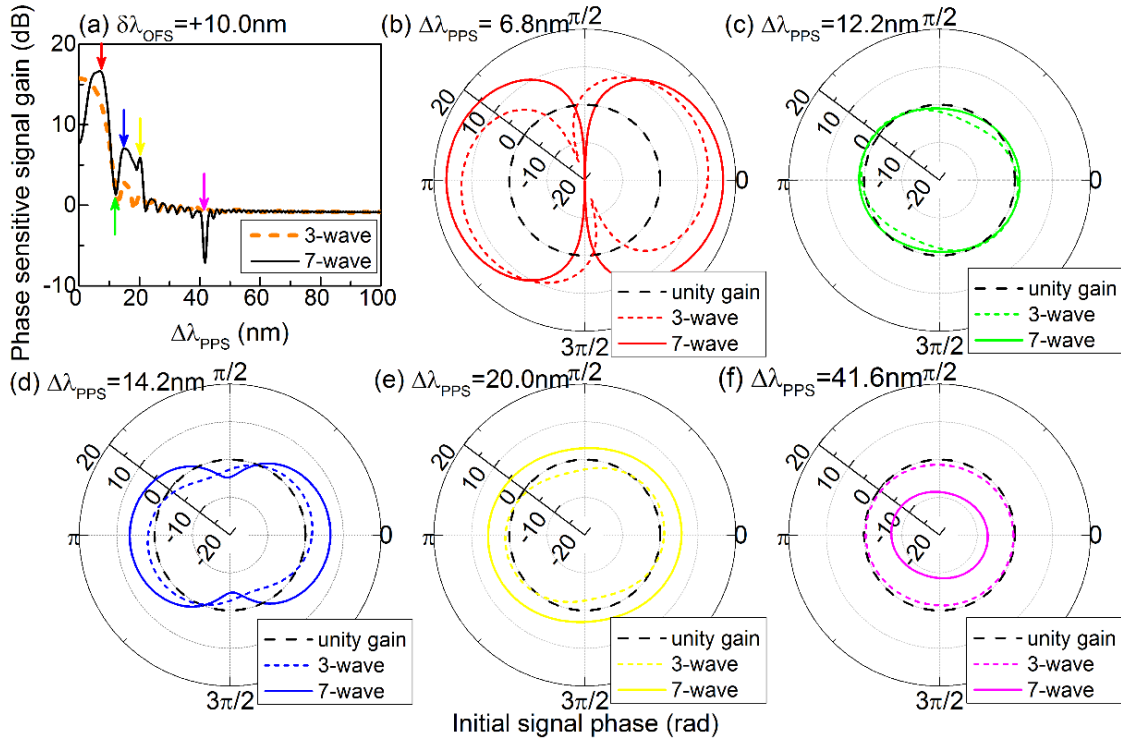 (a) δλOFS=+10.0nm
Phase sensitive signal gain (dB)
20
15
10
5
0
-5
-10
0 20 40 60 80 100
ΔλPPS (nm)
3-wave
7-wave
(b) ΔλPPS= 6.8nm
π/2
π
0
3π/2
20
10
0
-10
-20
unity gain
3-wave
7-wave
(c) ΔλPPS=12.2nm
π/2
π
0
3π/2
20
10
0
-10
-20
unity gain
3-wave
7-wave
(d) ΔλPPS=14.2nm
π/2
π
0
3π/2
20
10
0
-10
-20
unity gain
3-wave
7-wave
(e) ΔλPPS=20.0nm
π/2
π
0
3π/2
20
10
0
-10
-20
unity gain
3-wave
7-wave
(f) ΔλPPS=41.6nm
π/2
π
0
3π/2
20
10
0
-10
-20
unity gain
3-wave
7-wave
Initial signal phase (rad)